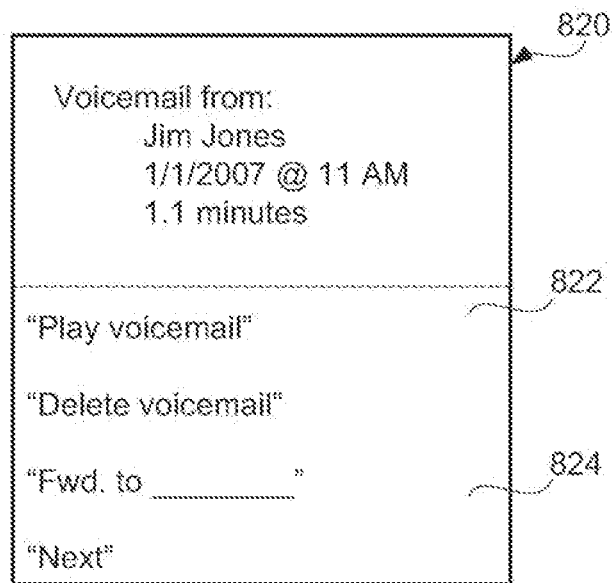 820
Voicemail from:
Jim Jones
1/1/2007 @ 11 AM
1.1 minutes
822
“Play voicemail“
“Delete voicemail“
824
“Fwd. to _________“
“Next“